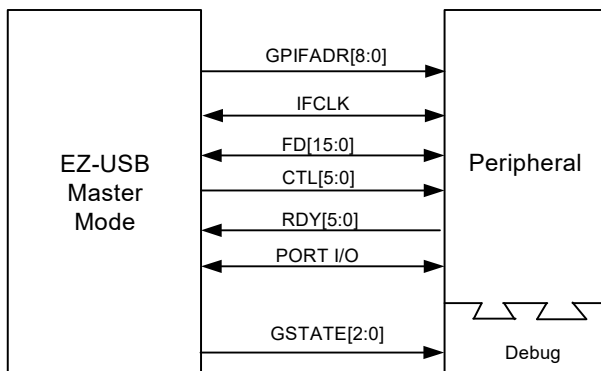 GPIFADR[8:0]
IFCLK
FD[15:0]
EZ-USB
Master
Mode
CTL[5:0]
Peripheral
RDY[5:0]
PORT I/O
GSTATE[2:0]
Debug